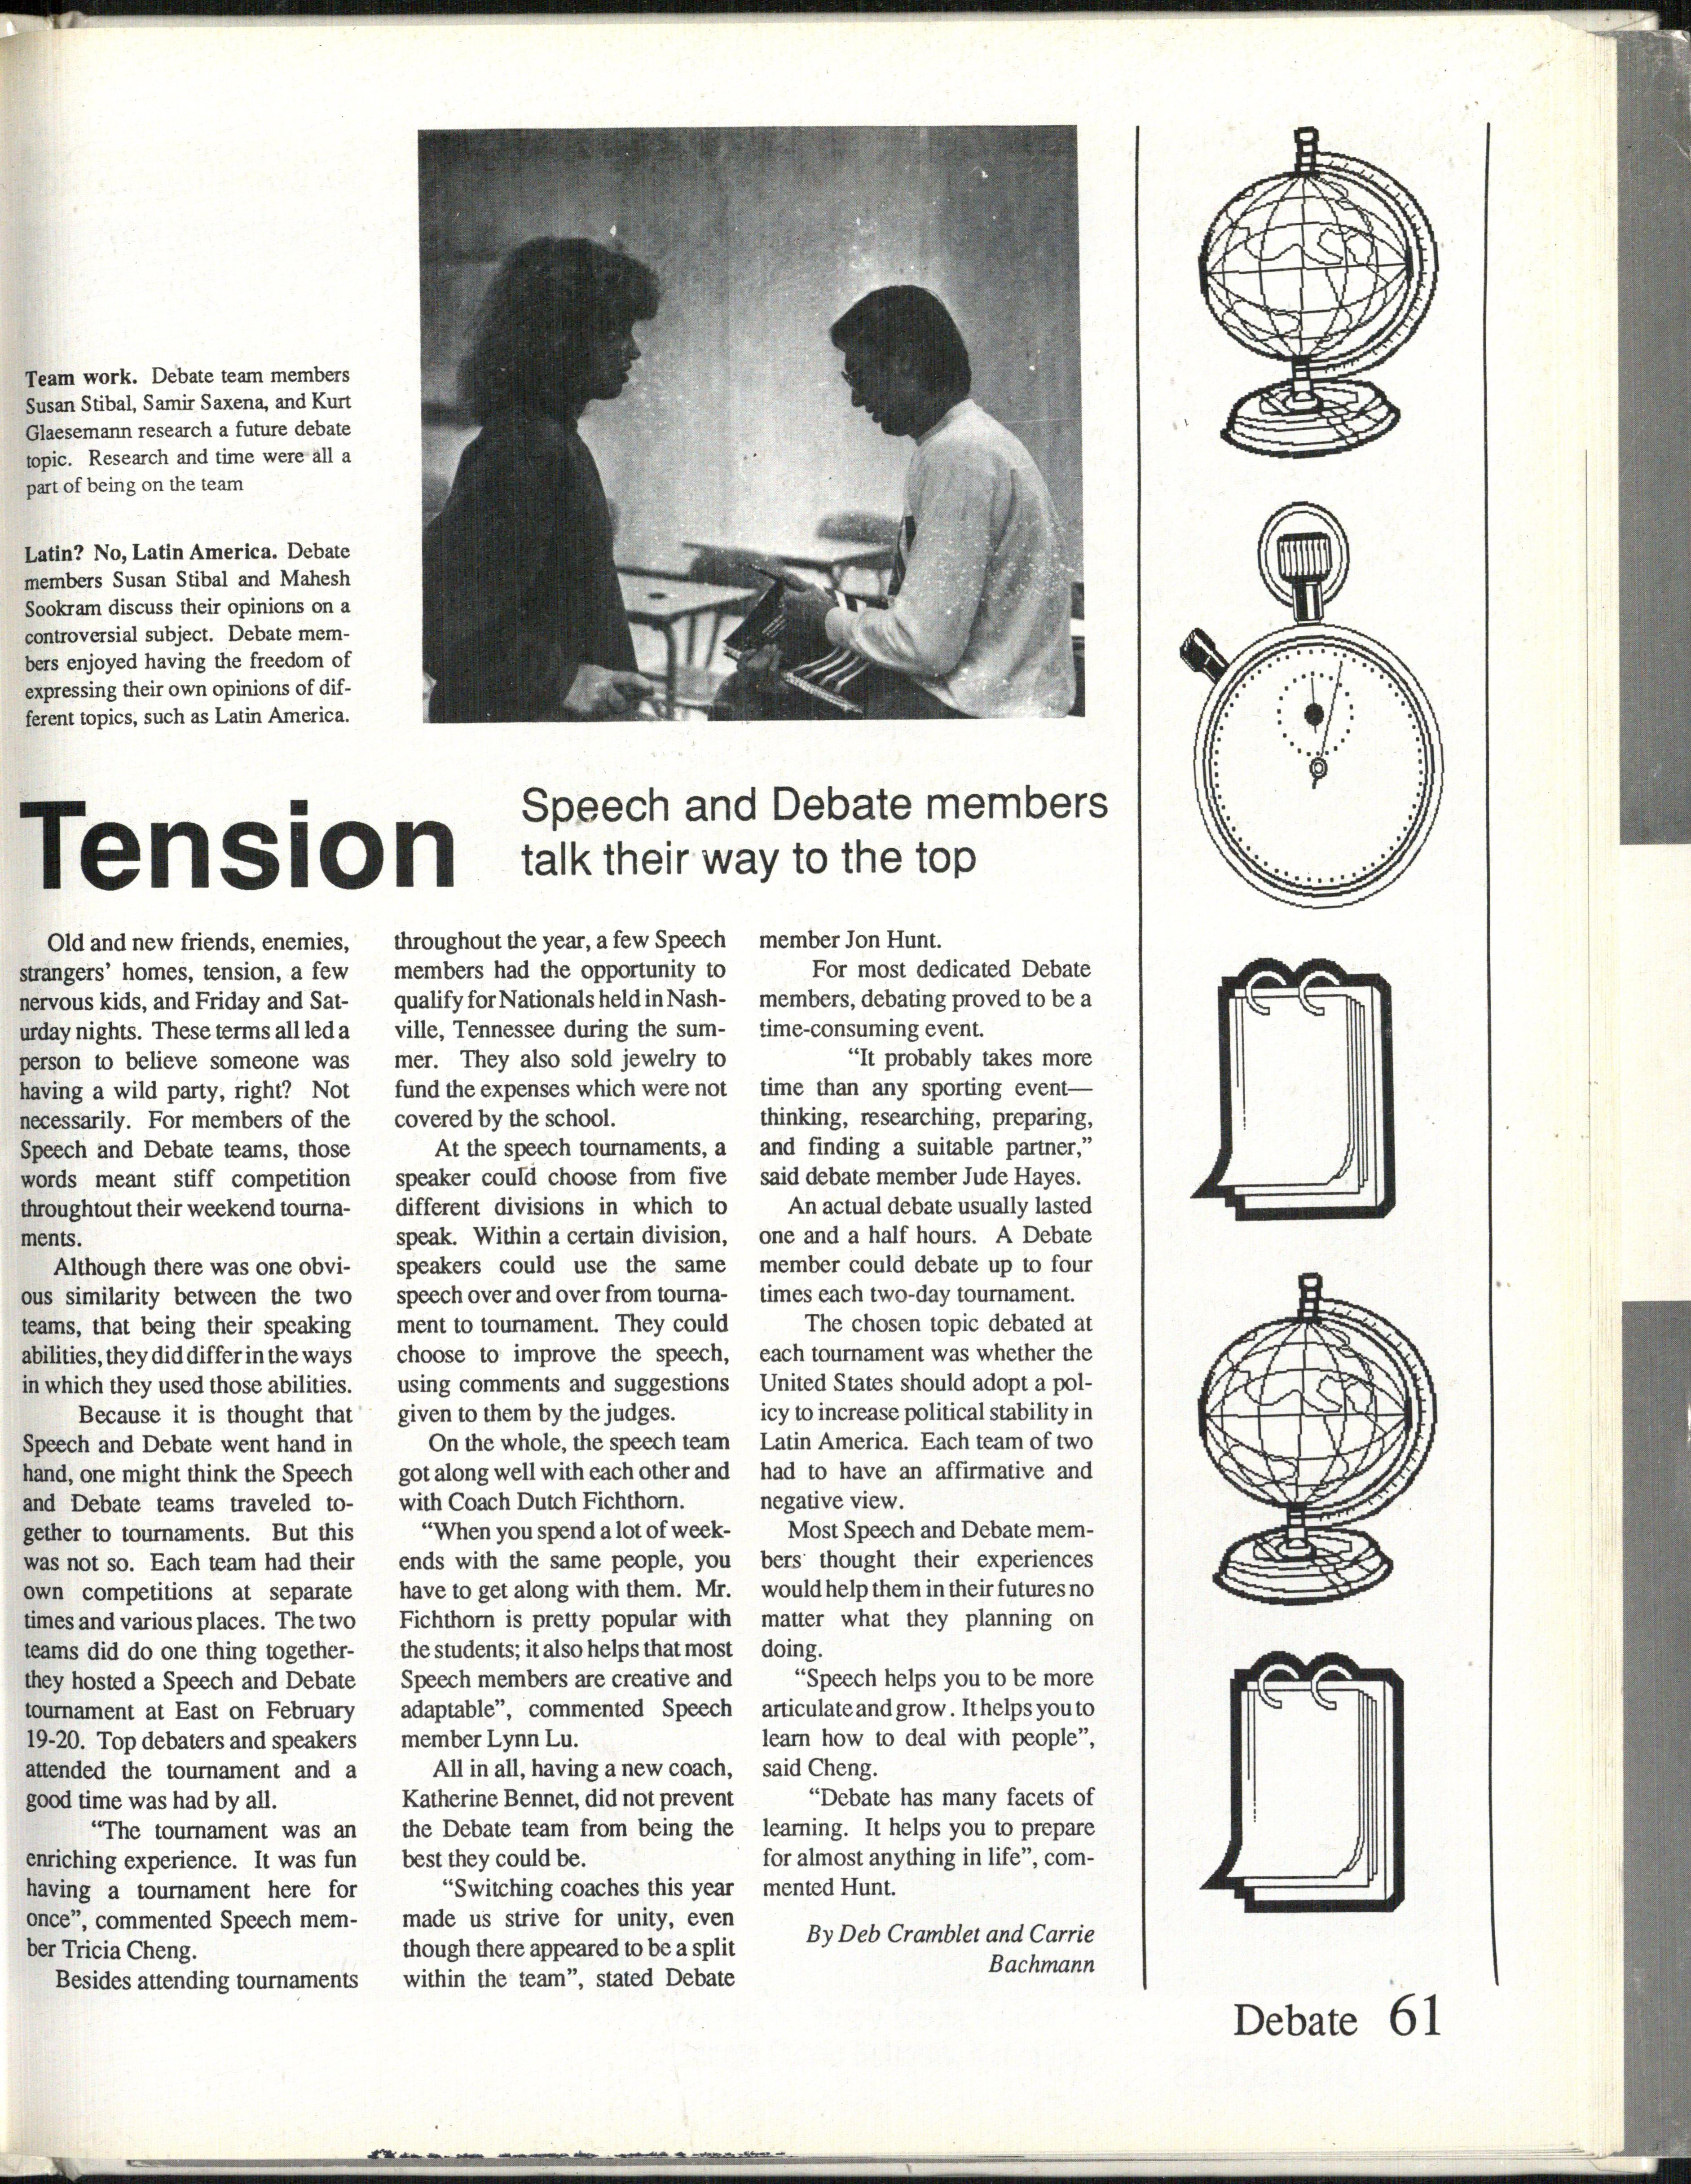 Team work. Debate team members
Susan Stibal, Samir Saxena, and Kurt
Glaesemann research a future debate
topic. Research and time were all a
part of being on the team
Latin? No, Latin America. Debate
members Susan Stibal and Mahesh
Sookram discuss their opinions on a
controversial subject. Debate mem-
bers enjoyed having the freedom of
expressing their own opinions of dif-
ferent topics, such as Latin America.
Tension
Speech and Debate members
talk their way to the top
Old and new friends, enemies,
strangers' homes, tension, a few
nervous kids, and Friday and Sat-
urday nights. These terms all led a
person to believe someone was
having a wild party, right? Not
necessarily. For members of the
Speech and Debate teams, those
words meant stiff competition
throughtout their weekend tourna-
ments.
Although there was one obvi-
ous similarity between the two
teams, that being their speaking
abilities, they did differ in the ways
in which they used those abilities.
Because it is thought that
Speech and Debate went hand in
hand, one might think the Speech
and Debate teams traveled to-
gether to tournaments. But this
was not so. Each team had their
own competitions at separate
times and various places. The two
teams did do one thing together-
they hosted a Speech and Debate
tournament at East on February
19-20. Top debaters and speakers
attended the tournament and a
good time was had by all.
"The tournament was an
enriching experience. It was fun
having a tournament here for
once", commented Speech mem-
ber Tricia Cheng.
Besides attending tournaments
throughout the year, a few Speech
members had the opportunity to
qualify for Nationals held in Nash-
ville, Tennessee during the sum-
mer. They also sold jewelry to
fund the expenses which were not
covered by the school.
At the speech tournaments, a
speaker could choose from five
different divisions in which to
speak. Within a certain division,
speakers could use the same
speech over and over from tourna-
ment to tournament. They could
choose to improve the speech,
using comments and suggestions
given to them by the judges.
On the whole, the speech team
got along well with each other and
with Coach Dutch Fichthorn.
"When you spend a lot of week-
ends with the same people, you
have to get along with them. Mr.
Fichthorn is pretty popular with
the students; it also helps that most
Speech members are creative and
adaptable", commented Speech
member Lynn Lu.
All in all, having a new coach,
Katherine Bennet, did not prevent
the Debate team from being the
best they could be.
"Switching coaches this year
made us strive for unity, even
though there appeared to be a split
within the team", stated Debate
member Jon Hunt.
For most dedicated Debate
members, debating proved to be a
time-consuming event.
"It probably takes more
time than any sporting event—
thinking, researching, preparing,
and finding a suitable partner,"
said debate member Jude Hayes.
An actual debate usually lasted
one and a half hours. A Debate
member could debate up to four
times each two-day tournament.
The chosen topic debated at
each tournament was whether the
United States should adopt a pol-
icy to increase political stability in
Latin America. Each team of two
had to have an affirmative and
negative view.
Most Speech and Debate mem-
bers thought their experiences
would help them in their futures no
matter what they planning on
doing.
"Speech helps you to be more
articulate and grow. It helps you to
learn how to deal with people",
said Cheng.
"Debate has many facets of
learning. It helps you to prepare
for almost anything in life", com-
mented Hunt.
By Deb Cramblet and Carrie
Bachmann
Debate 61